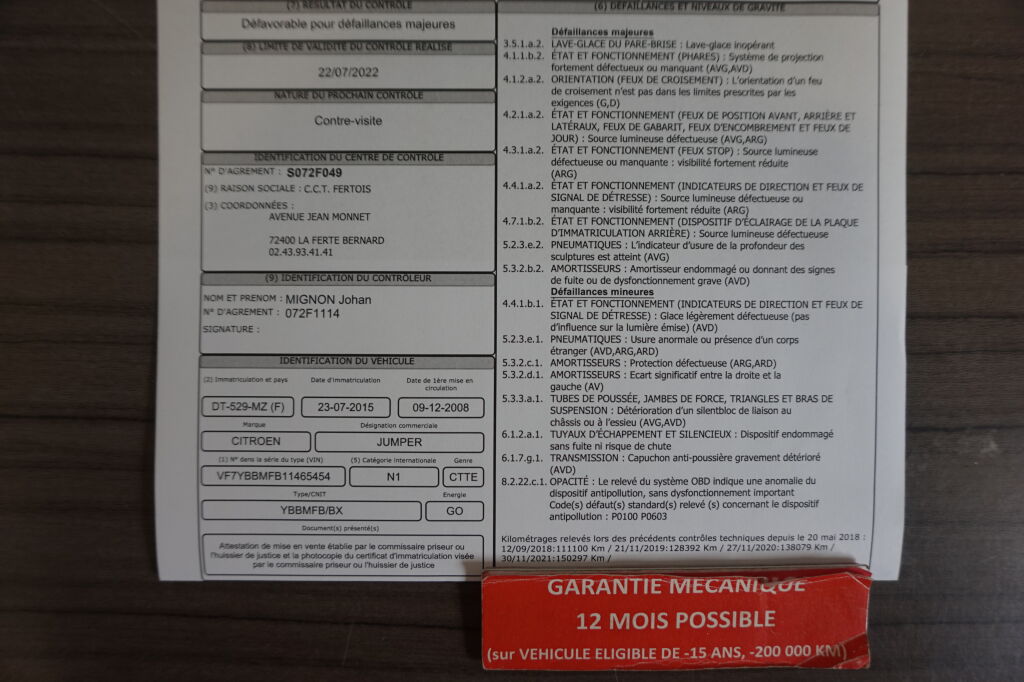 (7) RÉSULTAT DU CONTRÔLE
Défavorable pour défaillances majeures
(8) LIMITE DE VALIDITÉ DU CONTRÔLE RÉALISÉ
22/07/2022
NATURE DU PROCHAIN CONTRÔLE
Contre-visite
IDENTIFICATION DU CENTRE DE CONTRÔLE
N° D'AGREMENT : S072F049
(9) RAISON SOCIALE : C.C.T. FERTOIS
(3) COORDONNÉES :
AVENUE JEAN MONNET
72400 LA FERTE BERNARD
02.43.93.41.41
(9) IDENTIFICATION DU CONTRÔLEUR
NOM ET PRENOM : MIGNON Johan
N° D'AGREMENT : 072F1114
SIGNATURE :
IDENTIFICATION DU VÉHICULE
(2) Immatriculation et pays
Date d'immatriculation
Date de 1ère mise en
circulation
DT-529-MZ (F)
23-07-2015
09-12-2008
Marque
Désignation commerciale
CITROEN
JUMPER
(1) N° dans la série du type (VIN)
(5) Catégorie internationale
Genre
VF7YBBMFB11465454
N1
CTTE
Type/CNIT
Energie
YBBMFB/BX
GO
Document(s) présenté(s)
Attestation de mise en vente établie par le commissaire priseur ou
l'huissier de justice et la photocopie du certificat d'immatriculation visée
par le commissaire priseur ou l'huissier de justice
(6) DÉFAILLANCES ET NIVEAUX DE GRAVITÉ
Défaillances majeures
3.5.1.a.2. LAVE-GLACE DU PARE-BRISE : Lave-glace inopérant
4.1.1.b.2. ÉTAT ET FONCTIONNEMENT (PHARES) : Système de projection
fortement défectueux ou manquant (AVG,AVD)
4.1.2.a.2. ORIENTATION (FEUX DE CROISEMENT) : L'orientation d'un feu
de croisement n'est pas dans les limites prescrites par les
exigences (G,D)
4.2.1.a.2. ÉTAT ET FONCTIONNEMENT (FEUX DE POSITION AVANT, ARRIÈRE ET
LATÉRAUX, FEUX DE GABARIT, FEUX D'ENCOMBREMENT ET FEUX DE
JOUR) : Source lumineuse défectueuse (AVG,ARG)
4.3.1.a.2. ÉTAT ET FONCTIONNEMENT (FEUX STOP) : Source lumineuse
défectueuse ou manquante : visibilité fortement réduite
(ARG)
4.4.1.a.2. ÉTAT ET FONCTIONNEMENT (INDICATEURS DE DIRECTION ET FEUX DE
SIGNAL DE DÉTRESSE) : Source lumineuse défectueuse ou
manquante : visibilité fortement réduite (ARG)
4.7.1.b.2. ÉTAT ET FONCTIONNEMENT (DISPOSITIF D'ÉCLAIRAGE DE LA PLAQUE
D'IMMATRICULATION ARRIÈRE) : Source lumineuse défectueuse
5.2.3.e.2. PNEUMATIQUES : L'indicateur d'usure de la profondeur des
sculptures est atteint (AVG)
5.3.2.b.2. AMORTISSEURS : Amortisseur endommagé ou donnant des signes
de fuite ou de dysfonctionnement grave (AVD)
Défaillances mineures
4.4.1.b.1. ÉTAT ET FONCTIONNEMENT (INDICATEURS DE DIRECTION ET FEUX DE
SIGNAL DE DÉTRESSE) : Glace légèrement défectueuse (pas
d'influence sur la lumière émise) (AVD)
5.2.3.e.1. PNEUMATIQUES : Usure anormale ou présence d'un corps
étranger (AVD,ARG,ARD)
5.3.2.c.1. AMORTISSEURS : Protection défectueuse (ARG,ARD)
5.3.2.d.1. AMORTISSEURS : Ecart significatif entre la droite et la
gauche (AV)
5.3.3.a.1. TUBES DE POUSSÉE, JAMBES DE FORCE, TRIANGLES ET BRAS DE
SUSPENSION : Détérioration d'un silentbloc de liaison au
châssis ou à l'essieu (AVG,AVD)
6.1.2.a.1. TUYAUX D'ÉCHAPPEMENT ET SILENCIEUX : Dispositif endommagé
sans fuite ni risque de chute
6.1.7.g.1. TRANSMISSION : Capuchon anti-poussière gravement détérioré
(AVD)
8.2.22.c.1. OPACITÉ : Le relevé du système OBD indique une anomalie du
dispositif antipollution, sans dysfonctionement important
Code(s) défaut(s) standard(s) relevé (s) concernant le dispositif
antipollution : P0100 P0603
Kilométrages relevés lors des précédents contrôles techniques depuis le 20 mai 2018 :
12/09/2018:111100 Km / 21/11/2019:128392 Km / 27/11/2020:138079 Km /
30/11/2021:150297 Km /
GARANTIE MECANIQUE
12 MOIS POSSIBLE
(sur VEHICULE ELIGIBLE DE -15 ANS, -200 000 KM)